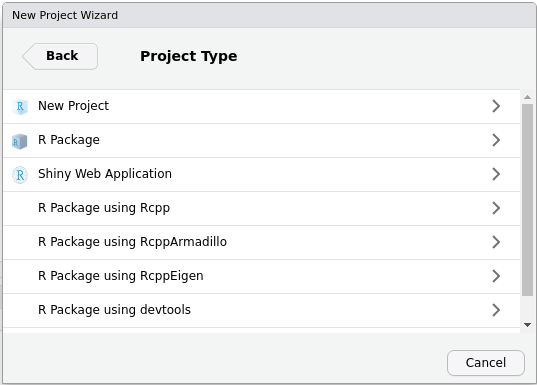 New Project Wizard
Back
Project Type
New Project
R Package
Shiny Web Application
R Package using Rcpp
R Package using RcppArmadillo
R Package using RcppEigen
R Package using devtools
Cancel